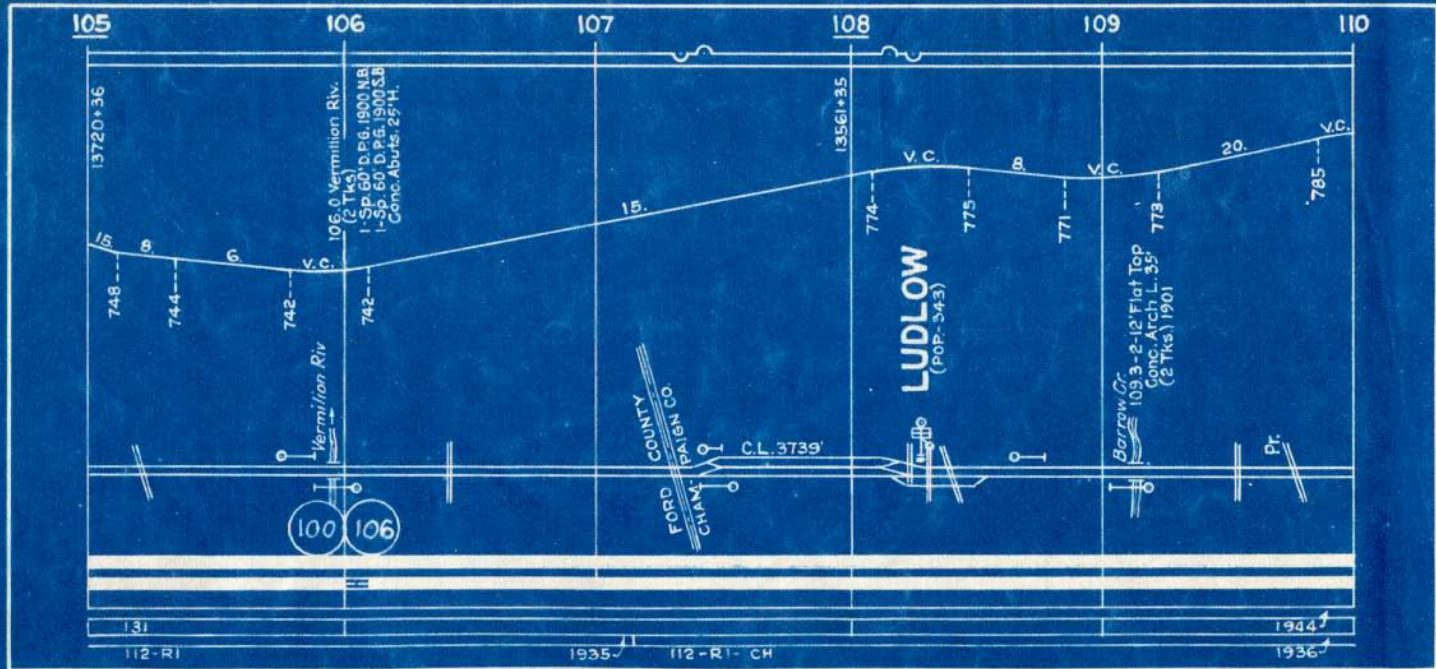 105
106
107
108
109
110
13720+36
106.0 Vermillion Riv.
(2 Tks)
1-Sp. 60' D.P.G. 1900 N.B.
1-Sp. 60' D.P.G. 1900 S.B
Conc. Abuts. 25' H.
13561+35
15.
8.
6.
V.C.
15.
V.C.
8.
V.C.
20.
V.C.
748
744
742
742
774
775
771
773
785
LUDLOW
(POP.-343)
109.3-2-12' Flat Top
Conc. Arch L. 35'
(2 Tks.) 1901
Vermilion Riv
Barrow Cr.
FORD COUNTY
CHAM- PAIGN CO.
C.L. 3739'
Pr.
100
106
131
1944
112-RI
1935
112-RI-CH
1936